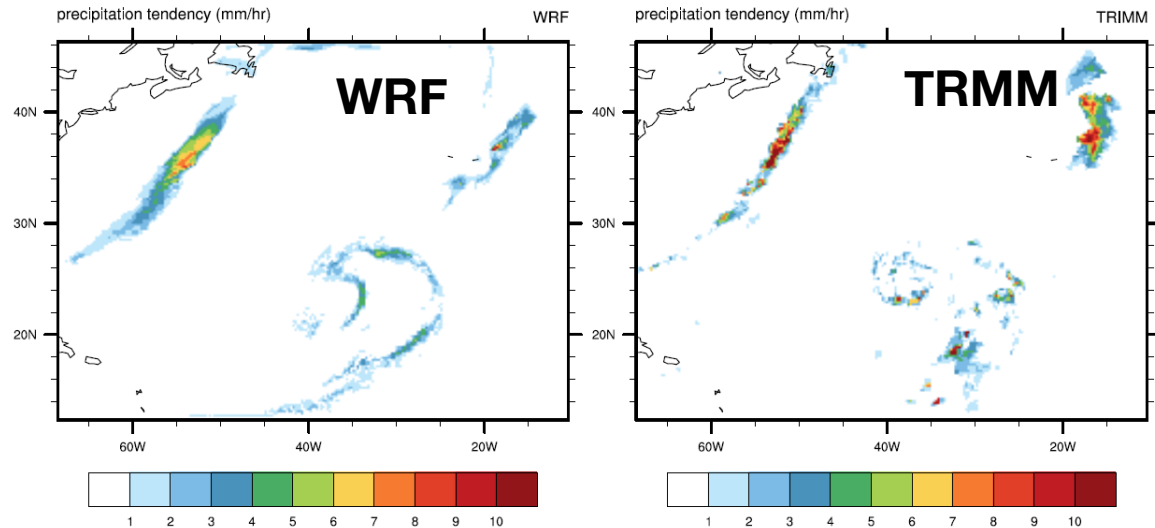 precipitation tendency (mm/hr) WRF
WRF
40N
30N
20N
60W 40W 20W
1 2 3 4 5 6 7 8 9 10
precipitation tendency (mm/hr) TRIMM
TRMM
40N
30N
20N
60W 40W 20W
1 2 3 4 5 6 7 8 9 10